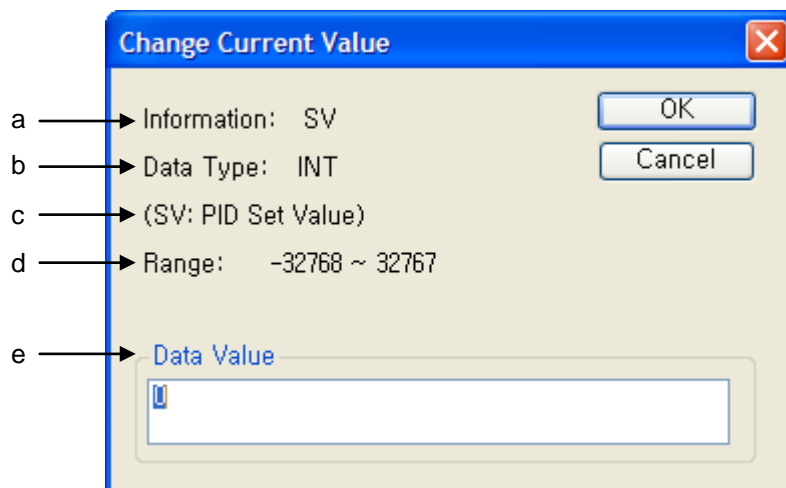 Change Current Value
a Information: SV OK
b Data Type: INT Cancel
c (SV: PID Set Value)
d Range: -32768 ~ 32767
e Data Value
0